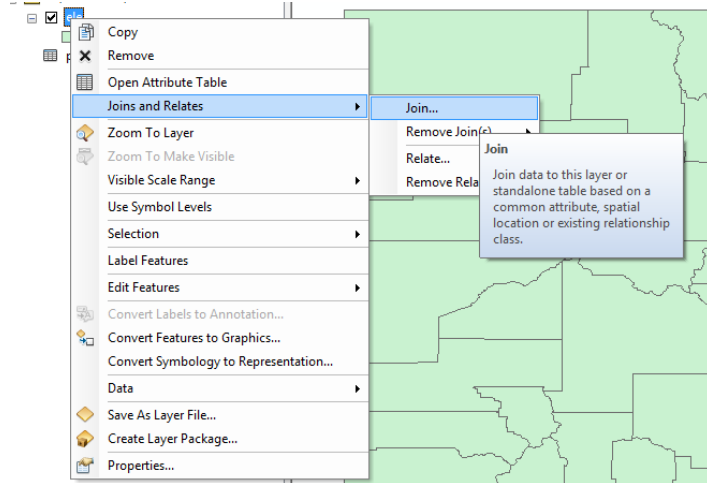 Copy
Remove
Open Attribute Table
Joins and Relates
Join...
Zoom To Layer
Remove Join(s)
Zoom To Make Visible
Relate...
Visible Scale Range
Remove
Join
Join data to this layer or
standalone table based on a
common attribute, spatial
location or existing relationship
class.
Use Symbol Levels
Selection
Label Features
Edit Features
Convert Labels to Annotation...
Convert Features to Graphics...
Convert Symbology to Representation...
Data
Save As Layer File...
Create Layer Package...
Properties...